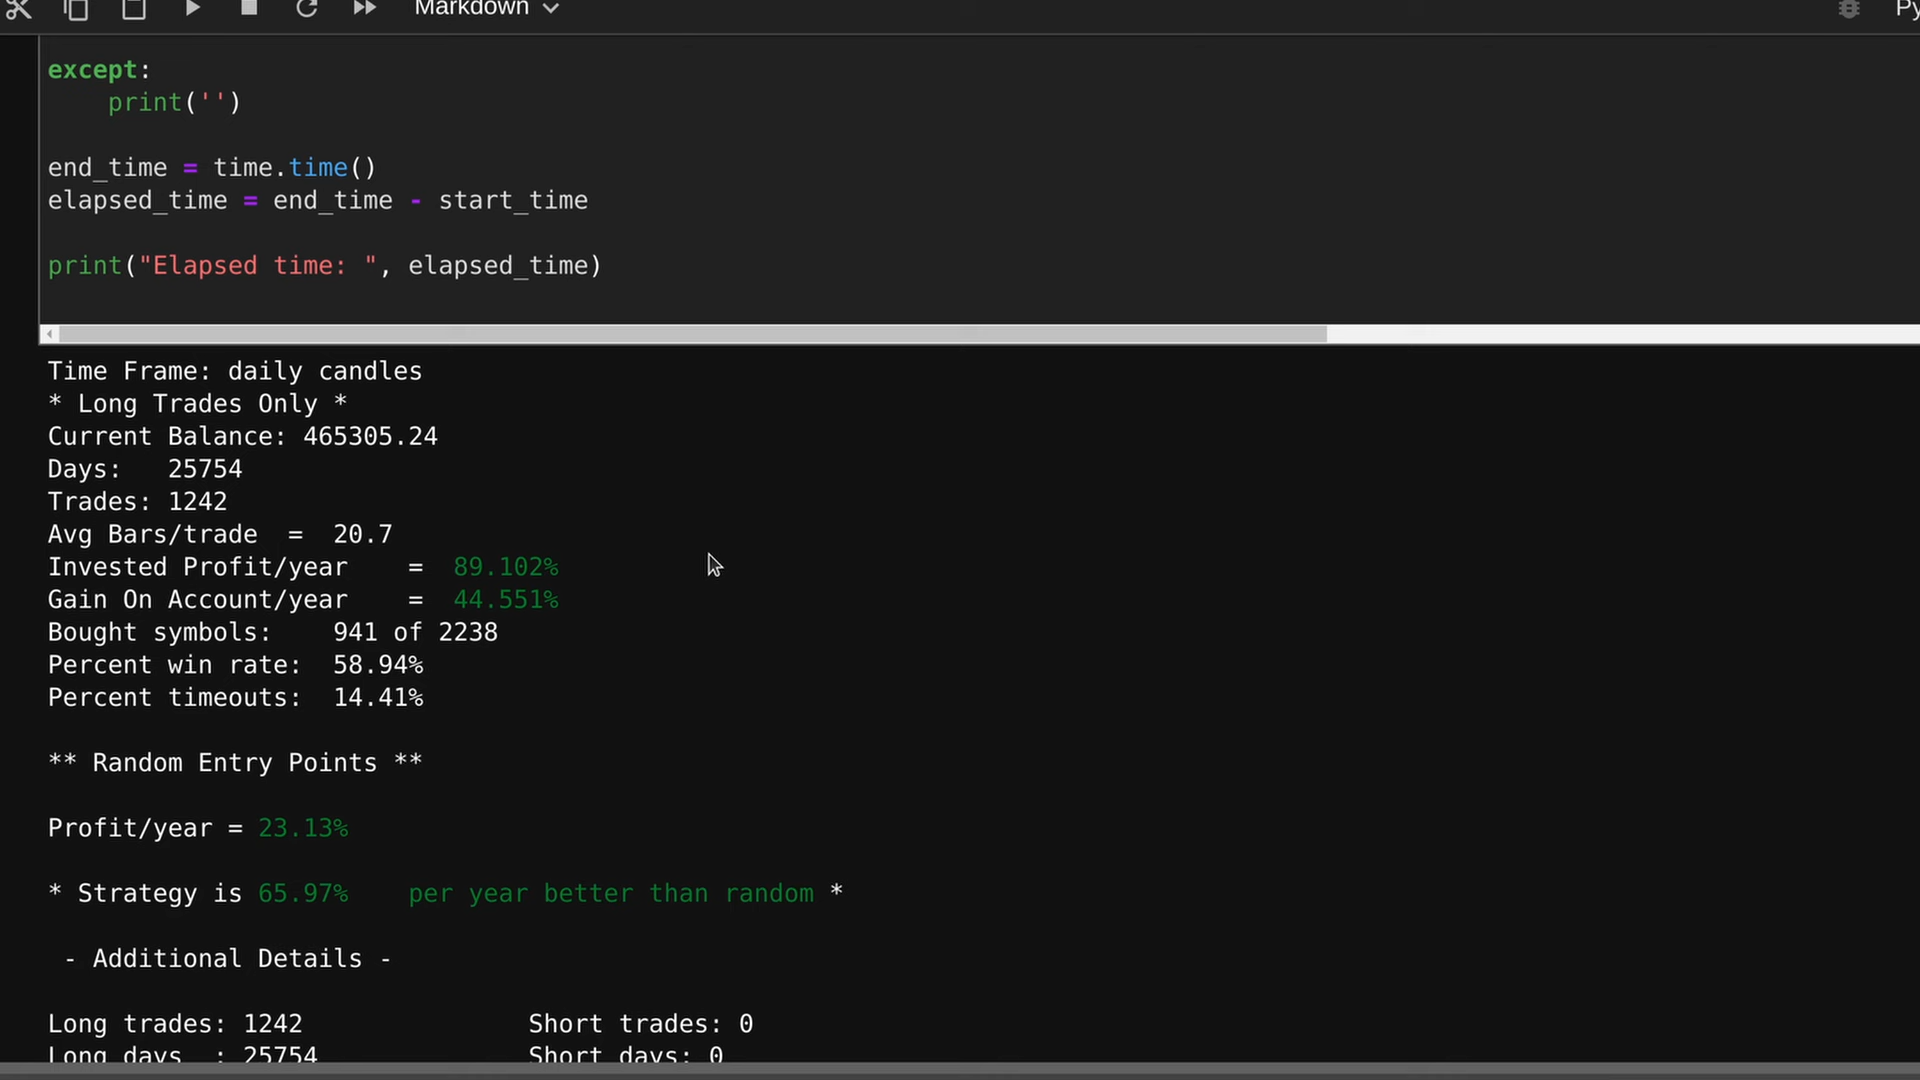 Markdown
Py
except:
print('')
end_time = time.time()
elapsed_time = end_time - start_time
print("Elapsed time: ", elapsed_time)
Time Frame: daily candles
* Long Trades Only *
Current Balance: 465305.24
Days: 25754
Trades: 1242
Avg Bars/trade = 20.7
Invested Profit/year = 89.102%
Gain On Account/year = 44.551%
Bought symbols: 941 of 2238
Percent win rate: 58.94%
Percent timeouts: 14.41%
** Random Entry Points **
Profit/year = 23.13%
* Strategy is 65.97% per year better than random *
- Additional Details -
Long trades: 1242 Short trades: 0
Long days : 25754 Short days: 0